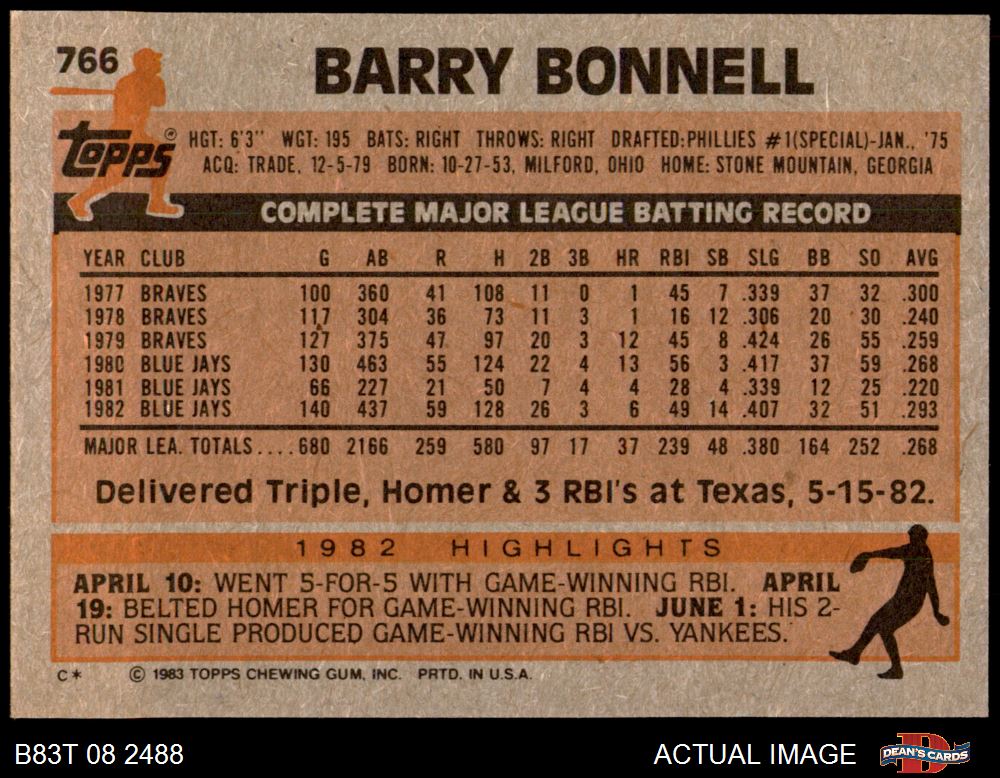 766
BARRY BONNELL
Topps ®
HGT: 6'3'' WGT: 195 BATS: RIGHT THROWS: RIGHT DRAFTED:PHILLIES #1(SPECIAL)-JAN., '75
ACQ: TRADE, 12-5-79 BORN: 10-27-53, MILFORD, OHIO HOME: STONE MOUNTAIN, GEORGIA
COMPLETE MAJOR LEAGUE BATTING RECORD
YEAR CLUB G AB R H 2B 3B HR RBI SB SLG BB SO AVG
1977 BRAVES 100 360 41 108 11 0 1 45 7 .339 37 32 .300
1978 BRAVES 117 304 36 73 11 3 1 16 12 .306 20 30 .240
1979 BRAVES 127 375 47 97 20 3 12 45 8 .424 26 55 .259
1980 BLUE JAYS 130 463 55 124 22 4 13 56 3 .417 37 59 .268
1981 BLUE JAYS 66 227 21 50 7 4 4 28 4 .339 12 25 .220
1982 BLUE JAYS 140 437 59 128 26 3 6 49 14 .407 32 51 .293
MAJOR LEA. TOTALS....680 2166 259 580 97 17 37 239 48 .380 164 252 .268
Delivered Triple, Homer & 3 RBI's at Texas, 5-15-82.
1982 HIGHLIGHTS
APRIL 10: WENT 5-FOR-5 WITH GAME-WINNING RBI. APRIL
19: BELTED HOMER FOR GAME-WINNING RBI. JUNE 1: HIS 2-
RUN SINGLE PRODUCED GAME-WINNING RBI VS. YANKEES.
C* © 1983 TOPPS CHEWING GUM, INC. PRTD. IN U.S.A.
B83T 08 2488 ACTUAL IMAGE DEAN'S CARDS